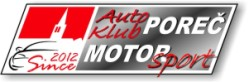 Auto
Klub POREČ
Since 2012 MOTOR sport